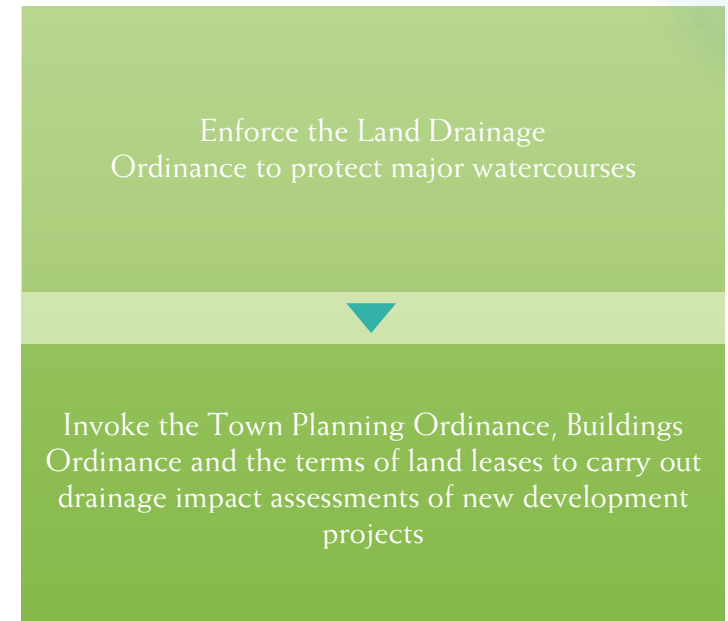 Enforce the Land Drainage
Ordinance to protect major watercourses
Invoke the Town Planning Ordinance, Buildings
Ordinance and the terms of land leases to carry out
drainage impact assessments of new development
projects